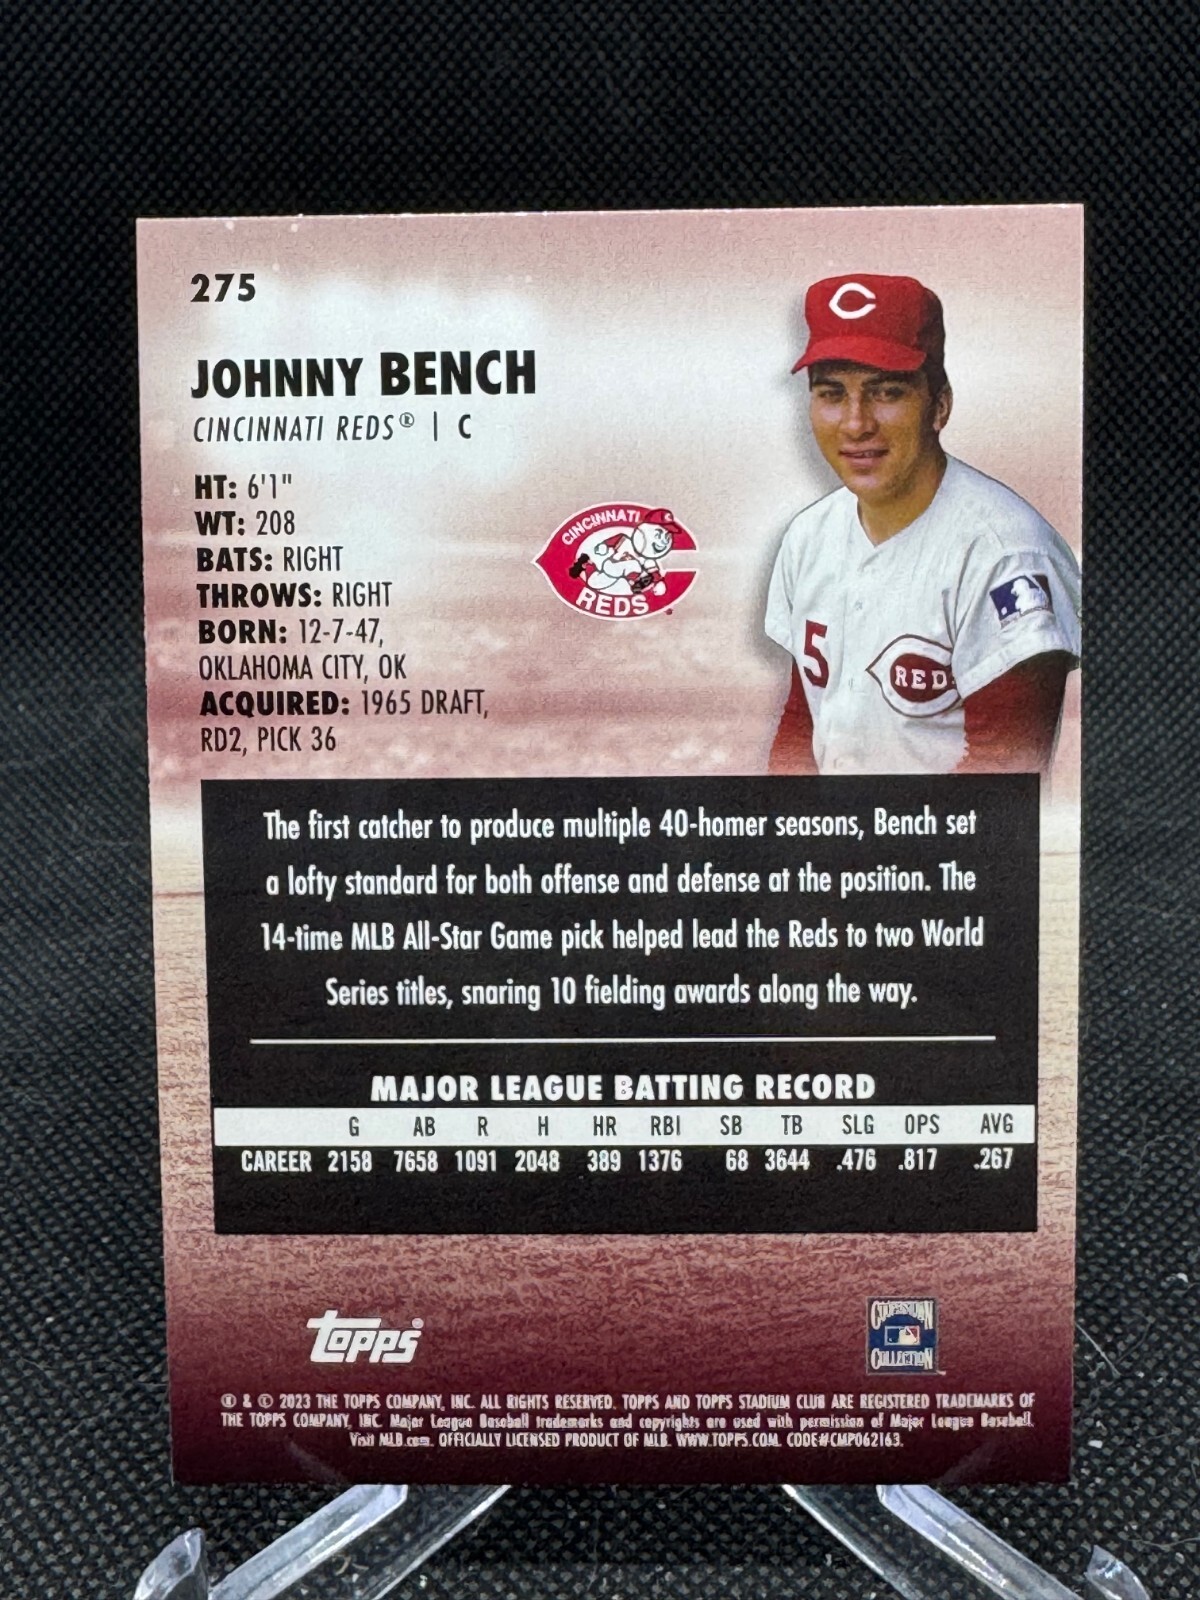 275
JOHNNY BENCH
CINCINNATI REDS® | C
HT: 6'1"
WT: 208
BATS: RIGHT
THROWS: RIGHT
BORN: 12-7-47,
OKLAHOMA CITY, OK
ACQUIRED: 1965 DRAFT,
RD2, PICK 36
C
CINCINNATI
REDS
5
REDS
The first catcher to produce multiple 40-homer seasons, Bench set
a lofty standard for both offense and defense at the position. The
14-time MLB All-Star Game pick helped lead the Reds to two World
Series titles, snaring 10 fielding awards along the way.
MAJOR LEAGUE BATTING RECORD
G AB R H HR RBI SB TB SLG OPS AVG
CAREER 2158 7658 1091 2048 389 1376 68 3644 .476 .817 .267
topps®
COOPERSTOWN
COLLECTION
® & © 2023 THE TOPPS COMPANY, INC. ALL RIGHTS RESERVED. TOPPS AND TOPPS STADIUM CLUB ARE REGISTERED TRADEMARKS OF
THE TOPPS COMPANY, INC. Major League Baseball trademarks and copyrights are used with permission of Major League Baseball.
Visit MLB.com. OFFICIALLY LICENSED PRODUCT OF MLB. WWW.TOPPS.COM. CODE#CMP062163.